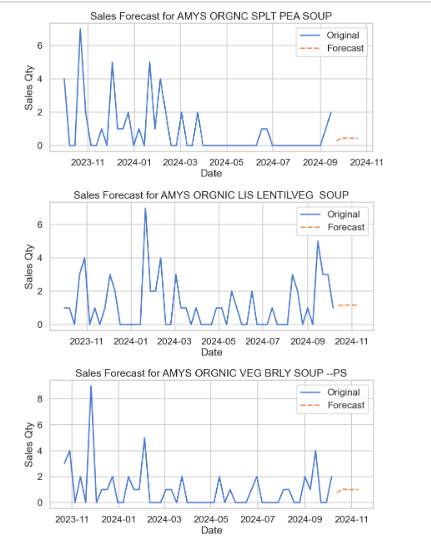 Sales Forecast for AMYS ORGNC SPLT PEA SOUP
Original
Forecast
Sales Qty
6
4
2
0
2023-11 2024-01 2024-03 2024-05 2024-07 2024-09 2024-11
Date
Sales Forecast for AMYS ORGNIC LIS LENTILVEG SOUP
Original
Forecast
Sales Qty
6
4
2
0
2023-11 2024-01 2024-03 2024-05 2024-07 2024-09 2024-11
Date
Sales Forecast for AMYS ORGNIC VEG BRLY SOUP --PS
Original
Forecast
Sales Qty
8
6
4
2
0
2023-11 2024-01 2024-03 2024-05 2024-07 2024-09 2024-11
Date